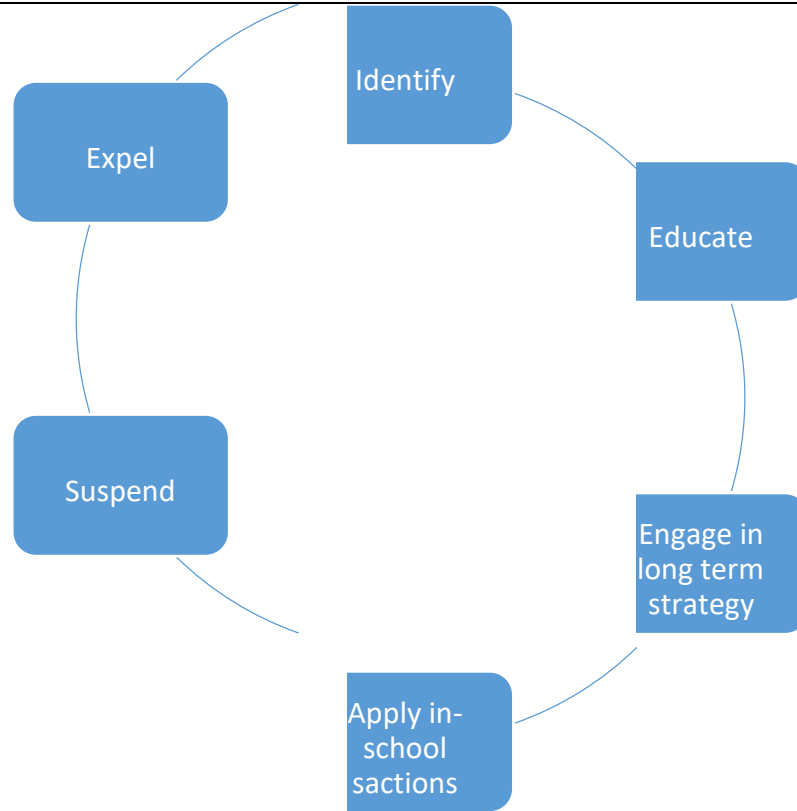 Identify
Educate
Engage in
long term
strategy
Apply in-
school
sactions
Suspend
Expel